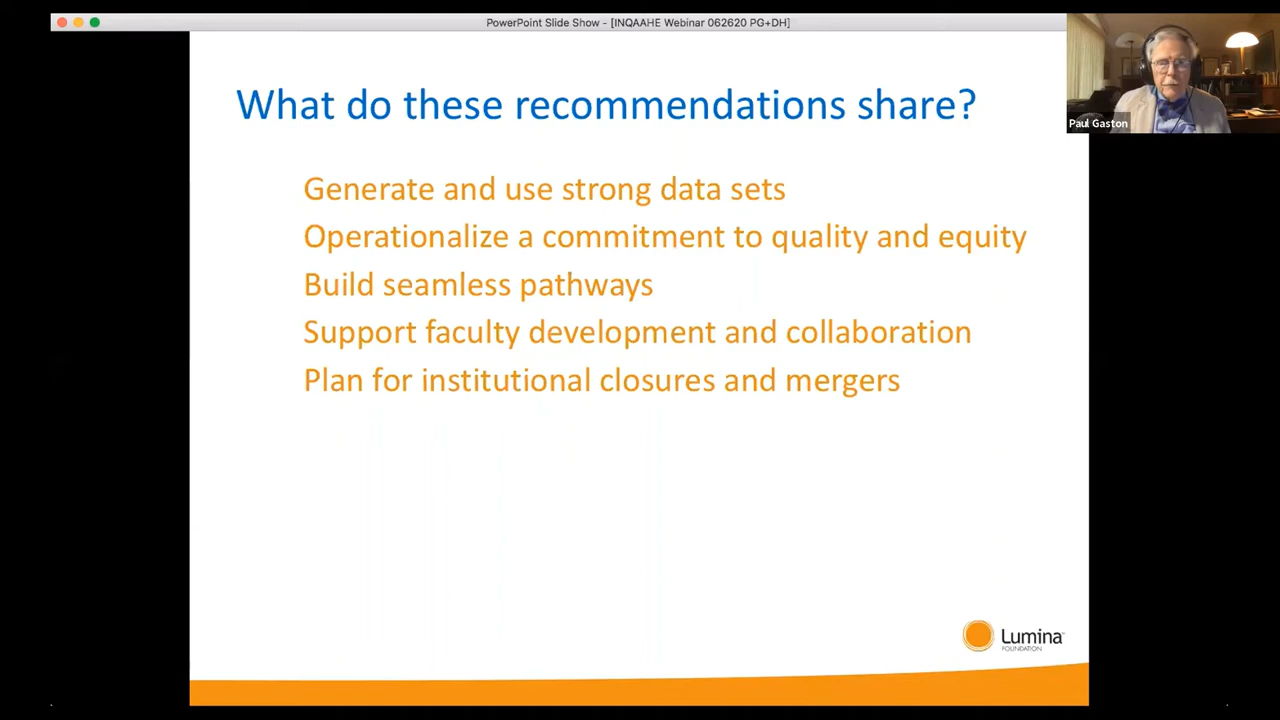 PowerPoint Slide Show - [INQAAHE Webinar 062620 PG+DH]
Paul Gaston
What do these recommendations share?
Generate and use strong data sets
Operationalize a commitment to quality and equity
Build seamless pathways
Support faculty development and collaboration
Plan for institutional closures and mergers
Lumina
FOUNDATION